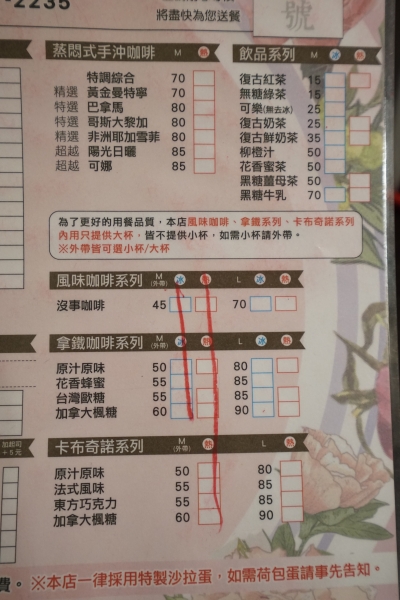 -2235
將盡快為您送餐
號
蒸悶式手沖咖啡 M 熱
特調綜合 70
精選 黃金曼特寧 70
特選 巴拿馬 80
特選 哥斯大黎加 80
精選 非洲耶加雪菲 80
超越 陽光日曬 85
超越 可娜 85
飲品系列 M 冰 熱
復古紅茶 15
無糖綠茶 15
可樂(無去冰) 25
復古奶茶 25
復古鮮奶茶 35
柳橙汁 50
花香蜜茶 50
黑糖薑母茶 50
黑糖牛乳 70
為了更好的用餐品質，本店風味咖啡、拿鐵系列、卡布奇諾系列
內用只提供大杯，皆不提供小杯，如需小杯請外帶。
※外帶皆可選小杯/大杯
風味咖啡系列 M (外帶) 冰 熱 L 冰 熱
沒事咖啡 45 70
拿鐵咖啡系列 M (外帶) 冰 熱 L 冰 熱
原汁原味 50 80
花香蜂蜜 55 85
台灣歐糖 55 85
加拿大楓糖 60 90
加起司
+5元
卡布奇諾系列 M (外帶) 熱 L 熱
原汁原味 50 80
法式風味 55 85
東方巧克力 55 85
加拿大楓糖 60 90
費。※本店一律採用特製沙拉蛋，如需荷包蛋請事先告知。